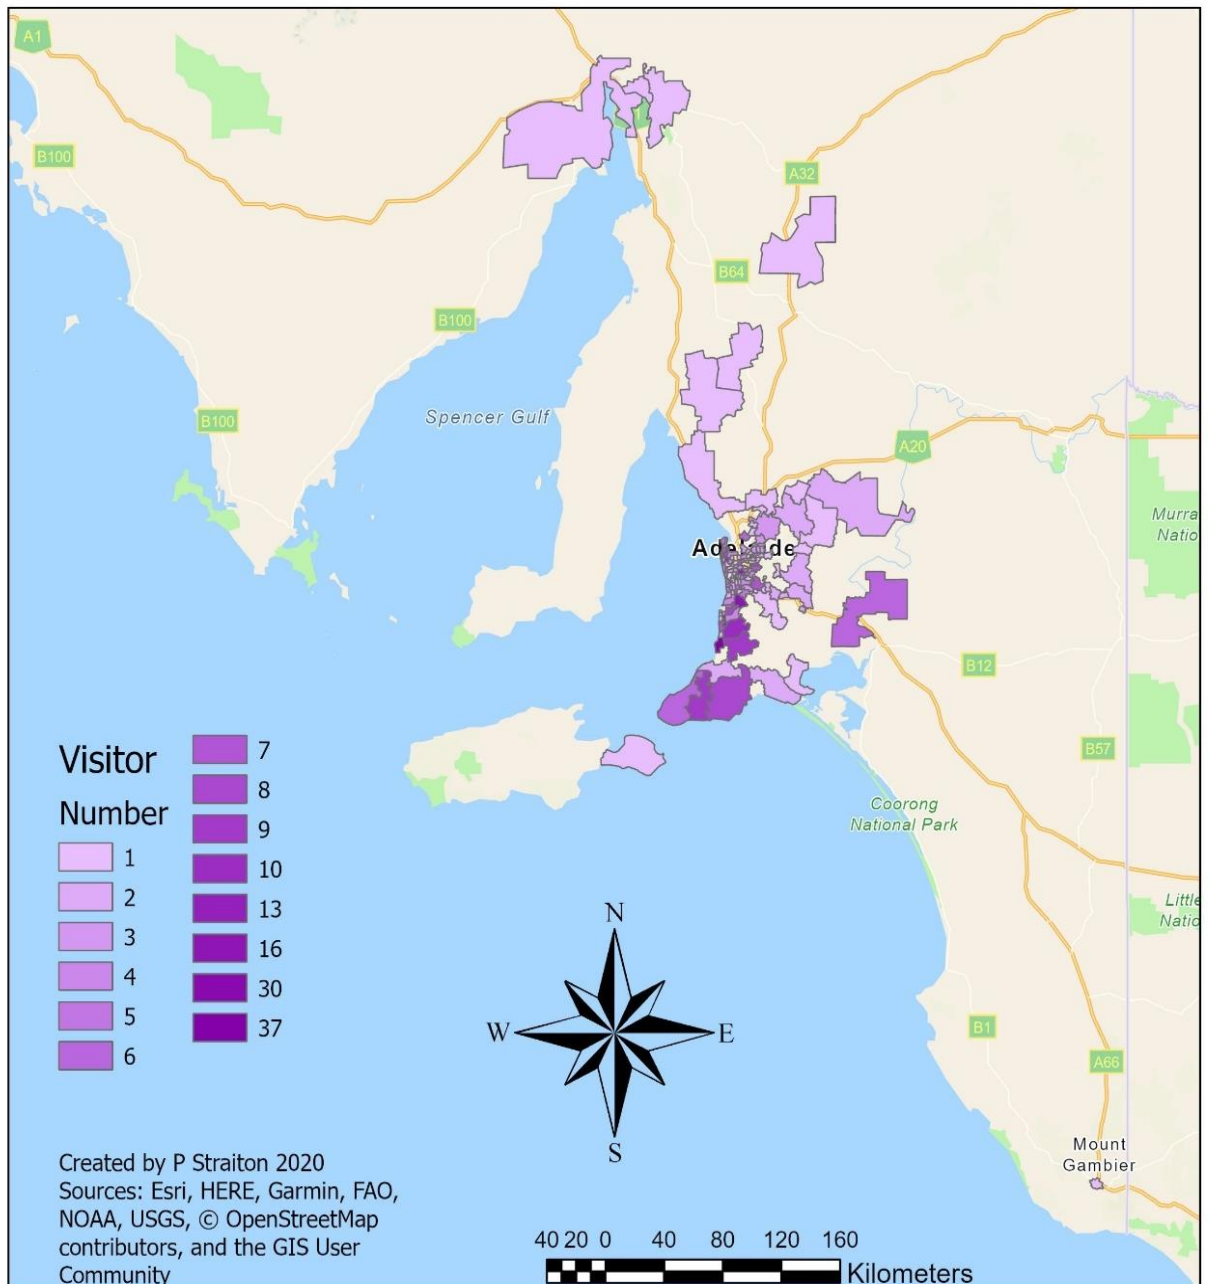 A1
B100
A32
B64
B100
Spencer Gulf
B100
A20
Murra
Natio
Adelaide
B12
B57
Coorong
National Park
Little
Natio
B1
A66
Mount
Gambier
Visitor
Number
1
2
3
4
5
6
7
8
9
10
13
16
30
37
N
W
E
S
Created by P Straiton 2020
Sources: Esri, HERE, Garmin, FAO,
NOAA, USGS, © OpenStreetMap
contributors, and the GIS User
Community
40 20 0 40 80 120 160
Kilometers